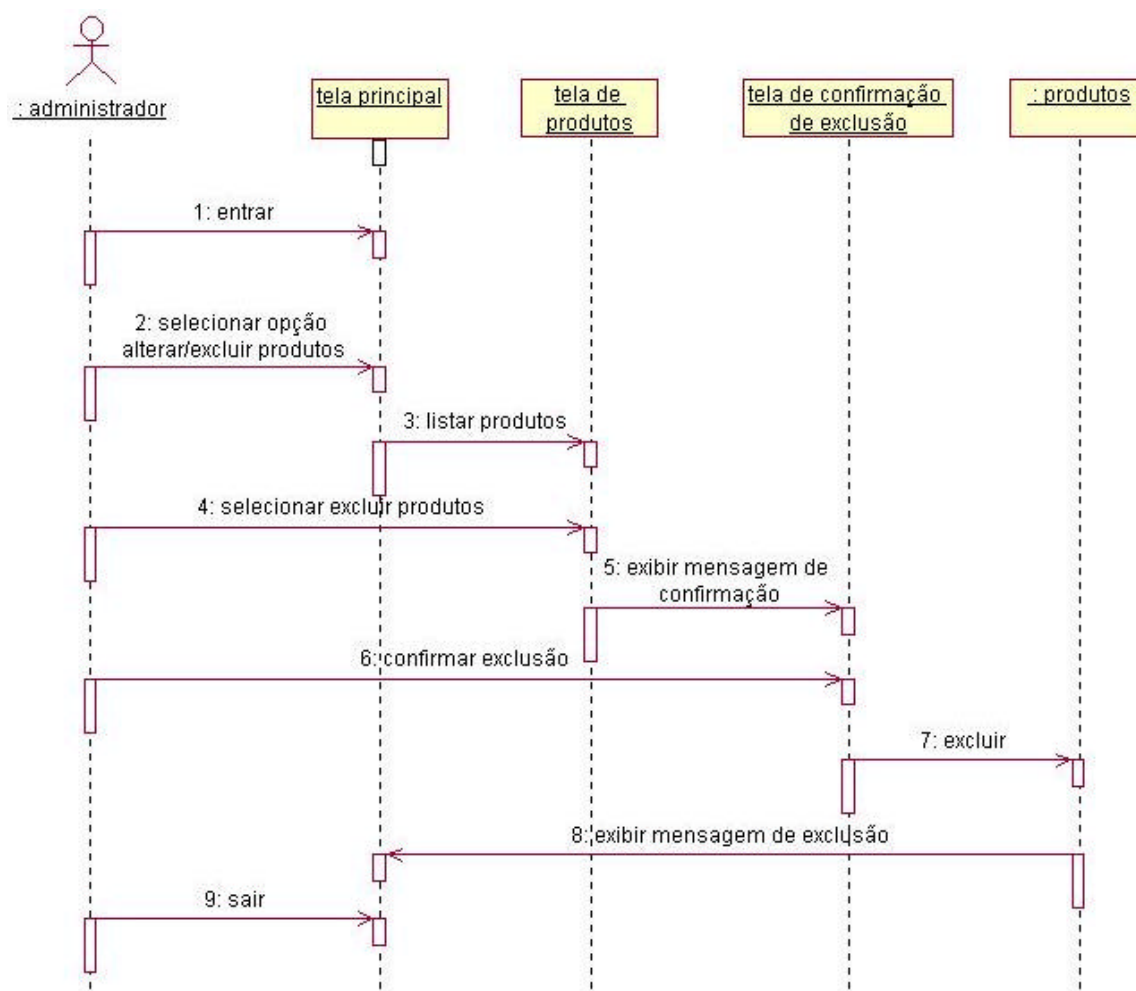 : administrador
tela principal
tela de
produtos
tela de confirmação
de exclusão
: produtos
1: entrar
2: selecionar opção
alterar/excluir produtos
3: listar produtos
4: selecionar excluir produtos
5: exibir mensagem de
confirmação
6: confirmar exclusão
7: excluir
8: exibir mensagem de exclusão
9: sair